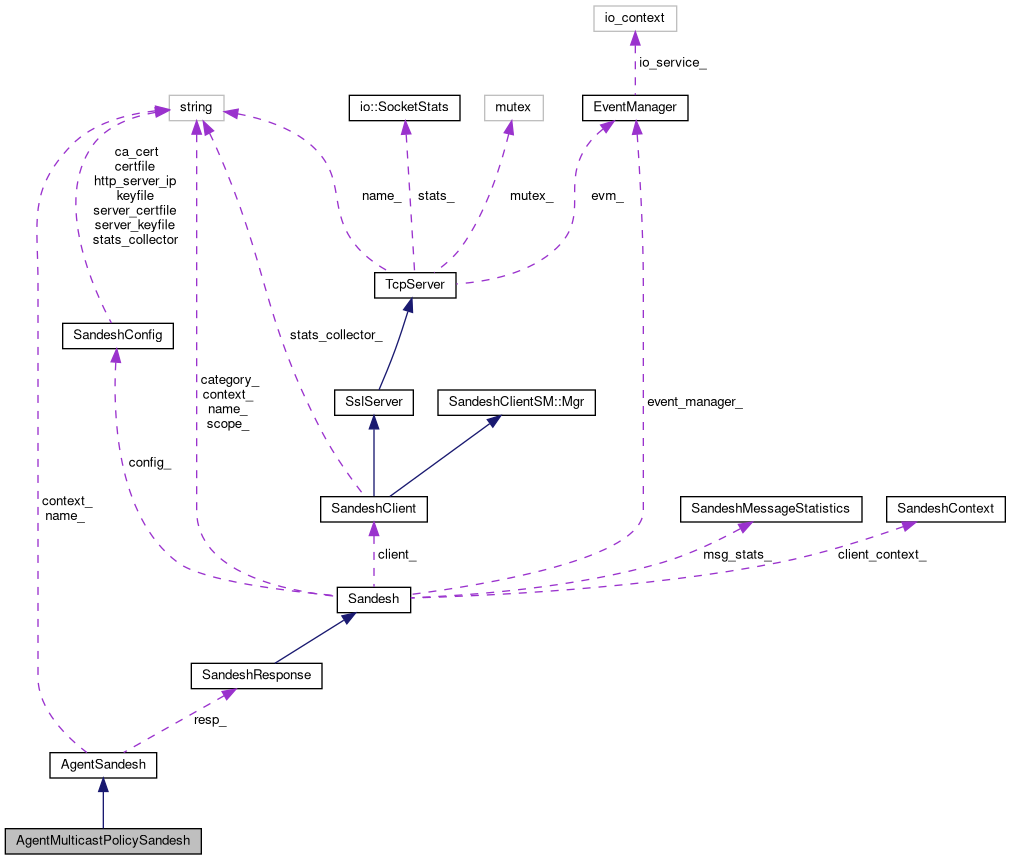 io_context
io_service_
string
io::SocketStats
mutex
EventManager
ca_cert
certfile
http_server_ip
keyfile
server_certfile
server_keyfile
stats_collector
name_
stats_
mutex_
evm_
TcpServer
SandeshConfig
stats_collector_
category_
context_
name_
scope_
SslServer
SandeshClientSM::Mgr
event_manager_
config_
context_
name_
SandeshClient
SandeshMessageStatistics
SandeshContext
client_
msg_stats_
client_context_
Sandesh
SandeshResponse
resp_
AgentSandesh
AgentMulticastPolicySandesh